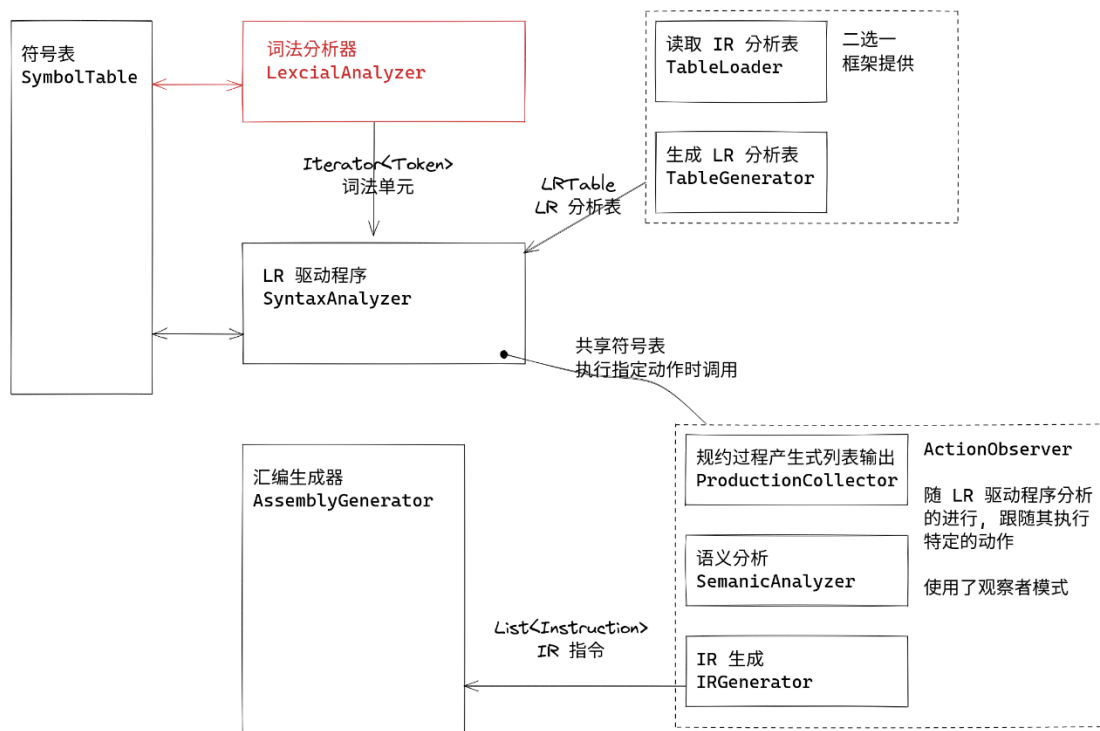 符号表
SymbolTable
词法分析器
LexcialAnalyzer
读取 IR 分析表
TableLoader
二选一
框架提供
生成 LR 分析表
TableGenerator
Iterator<Token>
词法单元
LRTable
LR 分析表
LR 驱动程序
SyntaxAnalyzer
共享符号表
执行指定动作时调用
汇编生成器
AssemblyGenerator
规约过程产生式列表输出
ProductionCollector
ActionObserver
随 LR 驱动程序分析
的进行, 跟随其执行
特定的动作
使用了观察者模式
语义分析
SemanicAnalyzer
List<Instruction>
IR 指令
IR 生成
IRGenerator